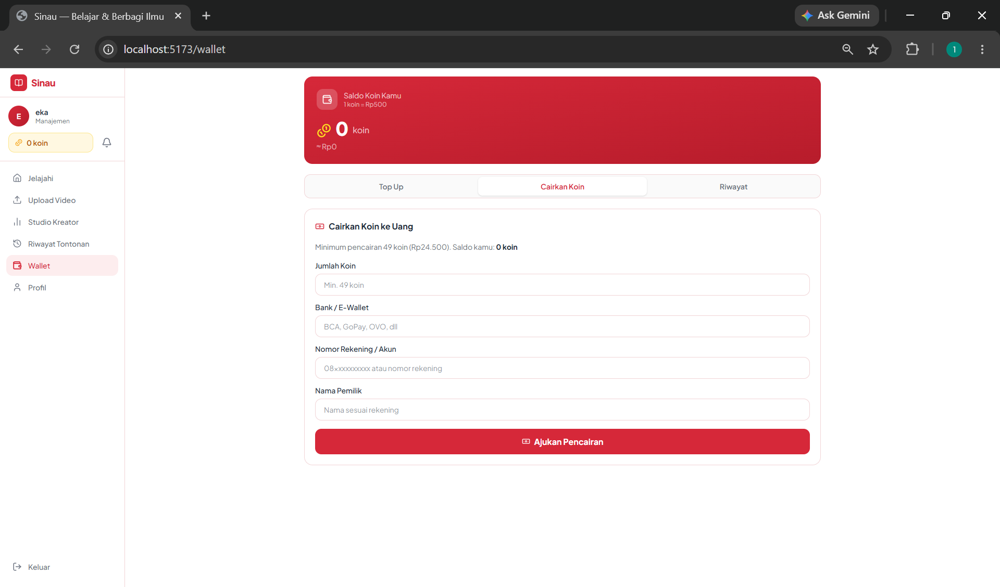 Sinau — Belajar & Berbagi Ilmu
Ask Gemini
localhost:5173/wallet
1
Sinau
E
eka
Manajemen
0 koin
Jelajahi
Upload Video
Studio Kreator
Riwayat Tontonan
Wallet
Profil
Keluar
Saldo Koin Kamu
1 koin = Rp500
0 koin
≈ Rp0
Top Up
Cairkan Koin
Riwayat
Cairkan Koin ke Uang
Minimum pencairan 49 koin (Rp24.500). Saldo kamu: 0 koin
Jumlah Koin
Min. 49 koin
Bank / E-Wallet
BCA, GoPay, OVO, dll
Nomor Rekening / Akun
08xxxxxxxxxx atau nomor rekening
Nama Pemilik
Nama sesuai rekening
Ajukan Pencairan